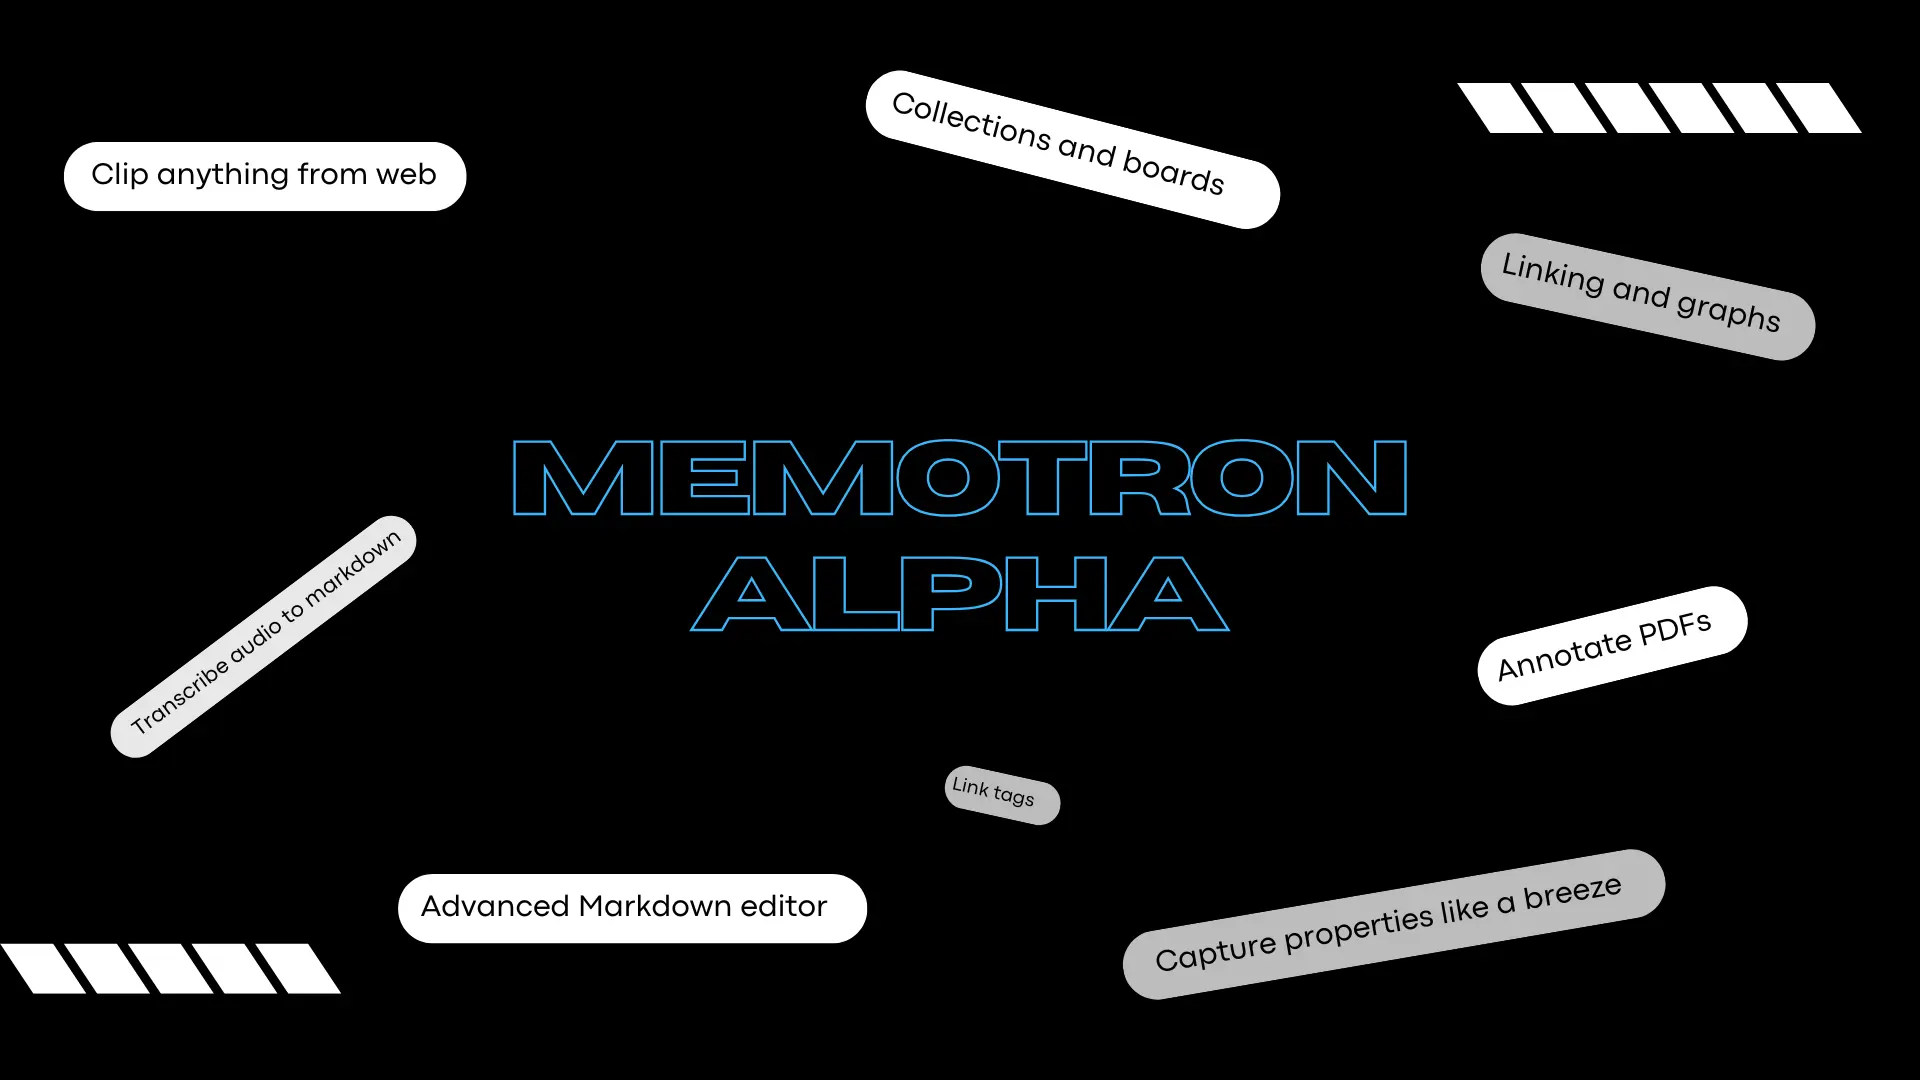 Collections and boards
Clip anything from web
Linking and graphs
MEMOTRON
ALPHA
Transcribe audio to markdown
Annotate PDFs
Link tags
Advanced Markdown editor
Capture properties like a breeze